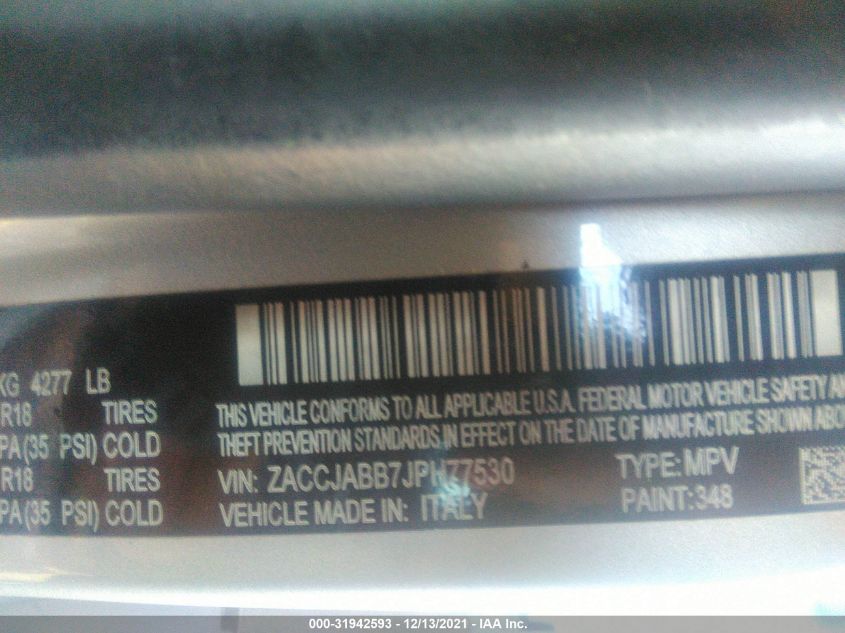 KG 4277 LB
R18 TIRES
PA(35 PSI) COLD
R18 TIRES
PA(35 PSI) COLD
THIS VEHICLE CONFORMS TO ALL APPLICABLE U.S.A. FEDERAL MOTOR VEHICLE SAFETY AN
THEFT PREVENTION STANDARDS IN EFFECT ON THE DATE OF MANUFACTURE SHOWN ABO
VIN: ZACCJABB7JPH77530 TYPE: MPV
VEHICLE MADE IN: ITALY PAINT: 348
000-31942593 - 12/13/2021 - IAA Inc.